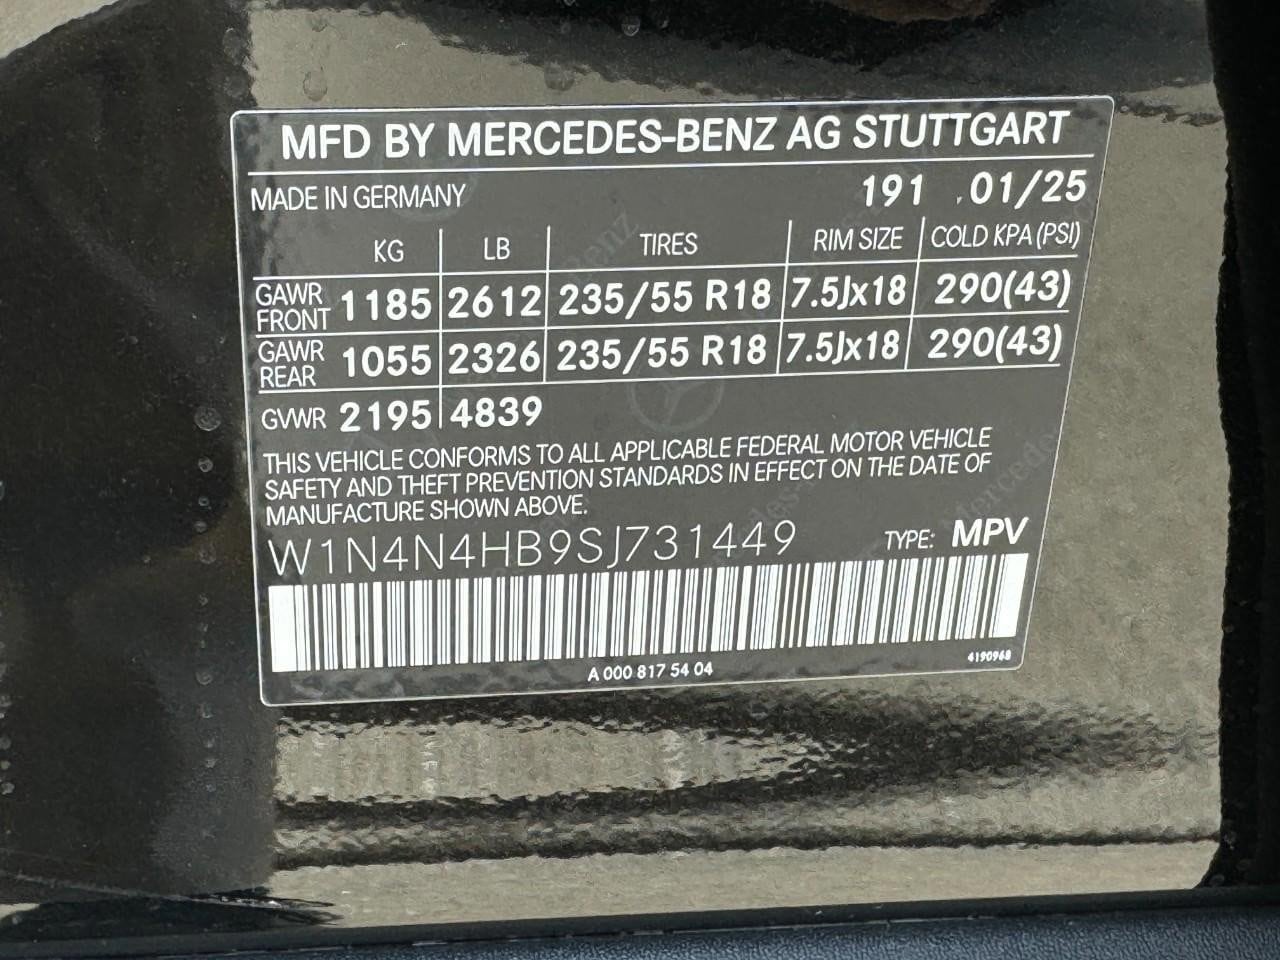 MFD BY MERCEDES-BENZ AG STUTTGART
MADE IN GERMANY 191 .01/25
KG LB TIRES RIM SIZE COLD KPA (PSI)
GAWR FRONT 1185 2612 235/55 R18 7.5Jx18 290(43)
GAWR REAR 1055 2326 235/55 R18 7.5Jx18 290(43)
GVWR 2195 4839
THIS VEHICLE CONFORMS TO ALL APPLICABLE FEDERAL MOTOR VEHICLE
SAFETY AND THEFT PREVENTION STANDARDS IN EFFECT ON THE DATE OF
MANUFACTURE SHOWN ABOVE.
W1N4N4HB9SJ731449 TYPE: MPV
A 000 817 54 04 4190968